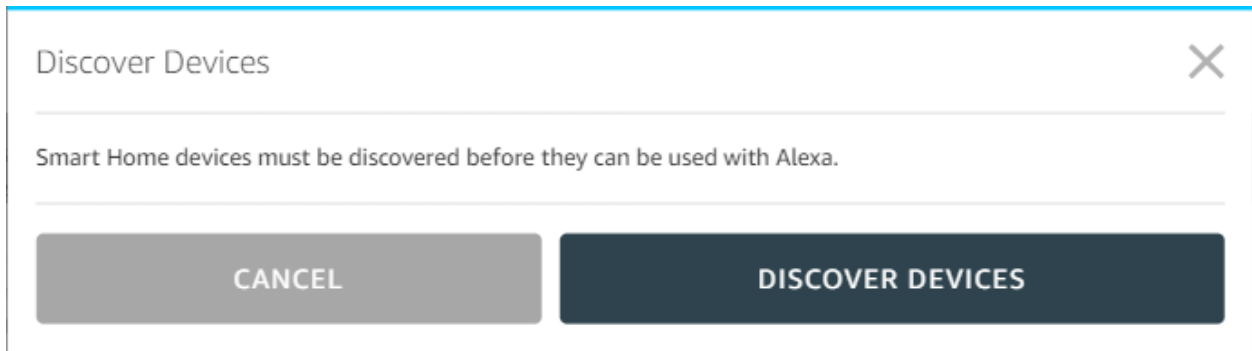 Discover Devices
Smart Home devices must be discovered before they can be used with Alexa.
CANCEL
DISCOVER DEVICES